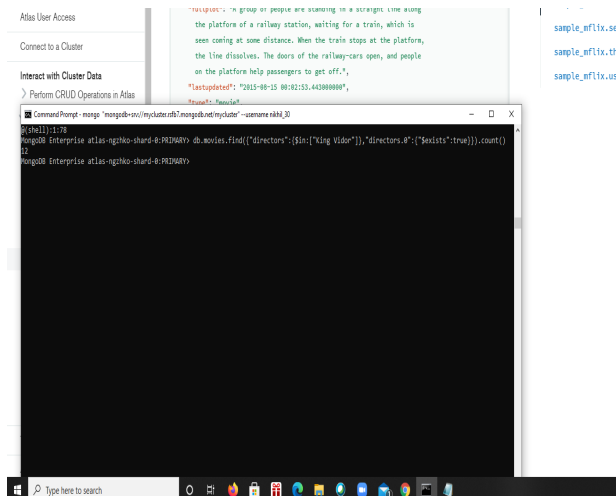 Atlas User Access
Connect to a Cluster
Interact with Cluster Data
Perform CRUD Operations in Atlas
"fullplot": "A group of people are standing in a straight line along
the platform of a railway station, waiting for a train, which is
seen coming at some distance. When the train stops at the platform,
the line dissolves. The doors of the railway-cars open, and people
on the platform help passengers to get off.",
"lastupdated": "2015-08-15 00:02:53.443000000",
"type": "movie",
sample_mflix.se
sample_mflix.th
sample_mflix.us
Command Prompt - mongo "mongodb+srv://mycluster.rsfb7.mongodb.net/mycluster" --username nikhil_30
@(shell):1:78
MongoDB Enterprise atlas-ngzhko-shard-0:PRIMARY> db.movies.find({"directors":{$in:["King Vidor"]},"directors.0":{"$exists":true}}).count()
12
MongoDB Enterprise atlas-ngzhko-shard-0:PRIMARY>
Type here to search